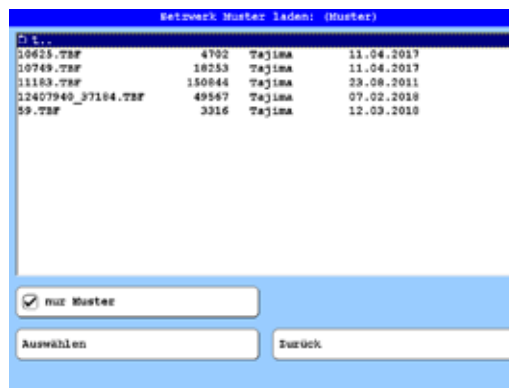 Netzwerk Muster laden: (Muster)
10625.TBF 4702 Tajima 11.04.2017
10749.TBF 18253 Tajima 11.04.2017
11183.TBF 150844 Tajima 23.08.2011
12407940_37184.TBF 49567 Tajima 07.02.2018
59.TBF 3316 Tajima 12.03.2010
nur Muster
Auswählen
Zurück